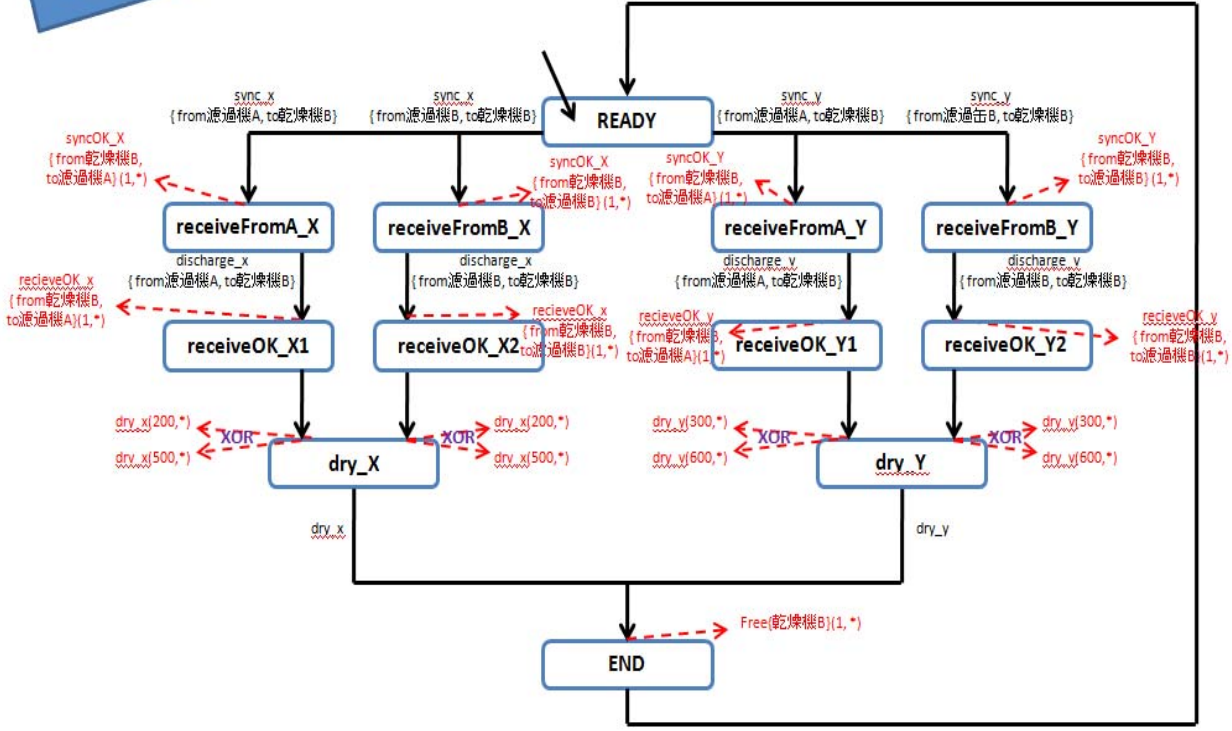 sync_x
{from濾過機A, to乾燥機B}
sync_x
{from濾過機B, to乾燥機B}
READY
sync_y
{from濾過機A, to乾燥機B}
sync_y
{from濾過缶B, to乾燥機B}
syncOK_X
{from乾燥機B,
to濾過機A}(1,*)
syncOK_X
{from乾燥機B,
to濾過機B}(1,*)
syncOK_Y
{from乾燥機B,
to濾過機A}(1,*)
syncOK_Y
{from乾燥機B,
to濾過機B}(1,*)
receiveFromA_X
receiveFromB_X
receiveFromA_Y
receiveFromB_Y
discharge_x
{from濾過機A, to乾燥機B}
discharge_x
{from濾過機B, to乾燥機B}
discharge_y
{from濾過機A, to乾燥機B}
discharge_y
{from濾過機B, to乾燥機B}
recieveOK_x
{from乾燥機B,
to濾過機A}(1,*)
recieveOK_x
{from乾燥機B,
to濾過機B}(1,*)
recieveOK_y
{from乾燥機B,
to濾過機A}(1,*)
recieveOK_y
{from乾燥機B,
to濾過機B}(1,*)
receiveOK_X1
receiveOK_X2
receiveOK_Y1
receiveOK_Y2
dry_x(200,*)
XOR
dry_x(500,*)
dry_x(200,*)
XOR
dry_x(500,*)
dry_y(300,*)
XOR
dry_y(600,*)
dry_y(300,*)
XOR
dry_y(600,*)
dry_X
dry_Y
dry_x
dry_y
Free{乾燥機B}(1,*)
END